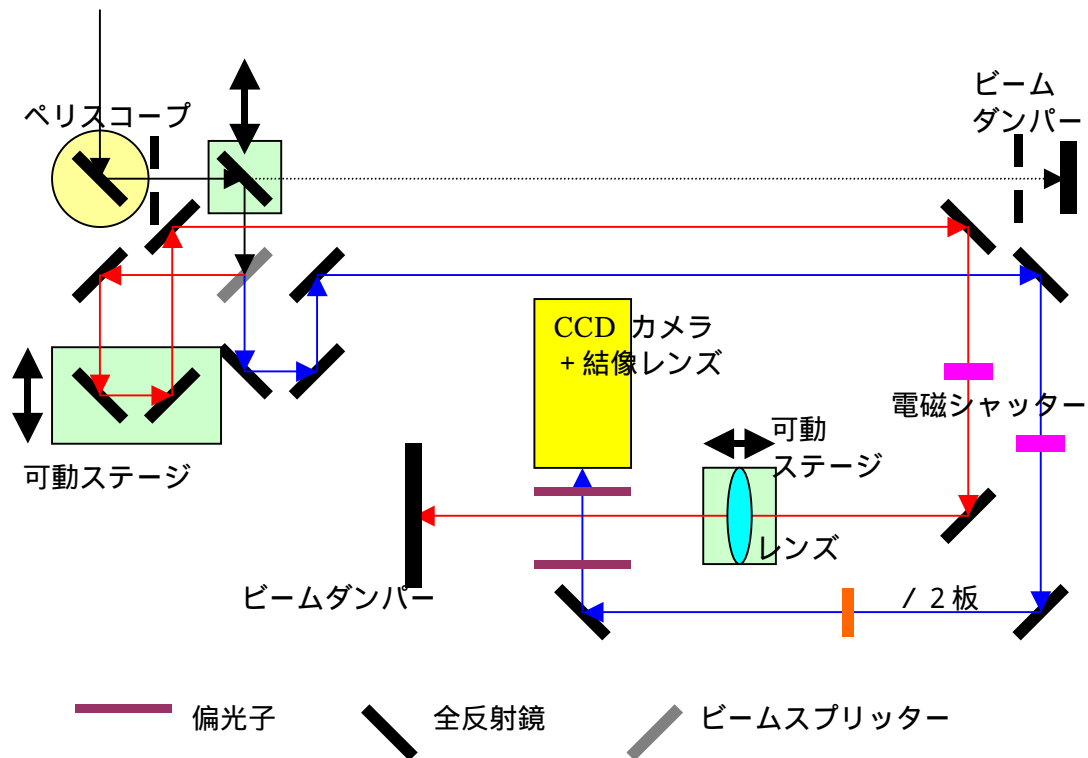 ペリスコープ
ビーム
ダンパー
CCD カメラ
+ 結像レンズ
電磁シャッター
可動
ステージ
可動ステージ
レンズ
ビームダンパー
/ 2 板
偏光子
全反射鏡
ビームスプリッター